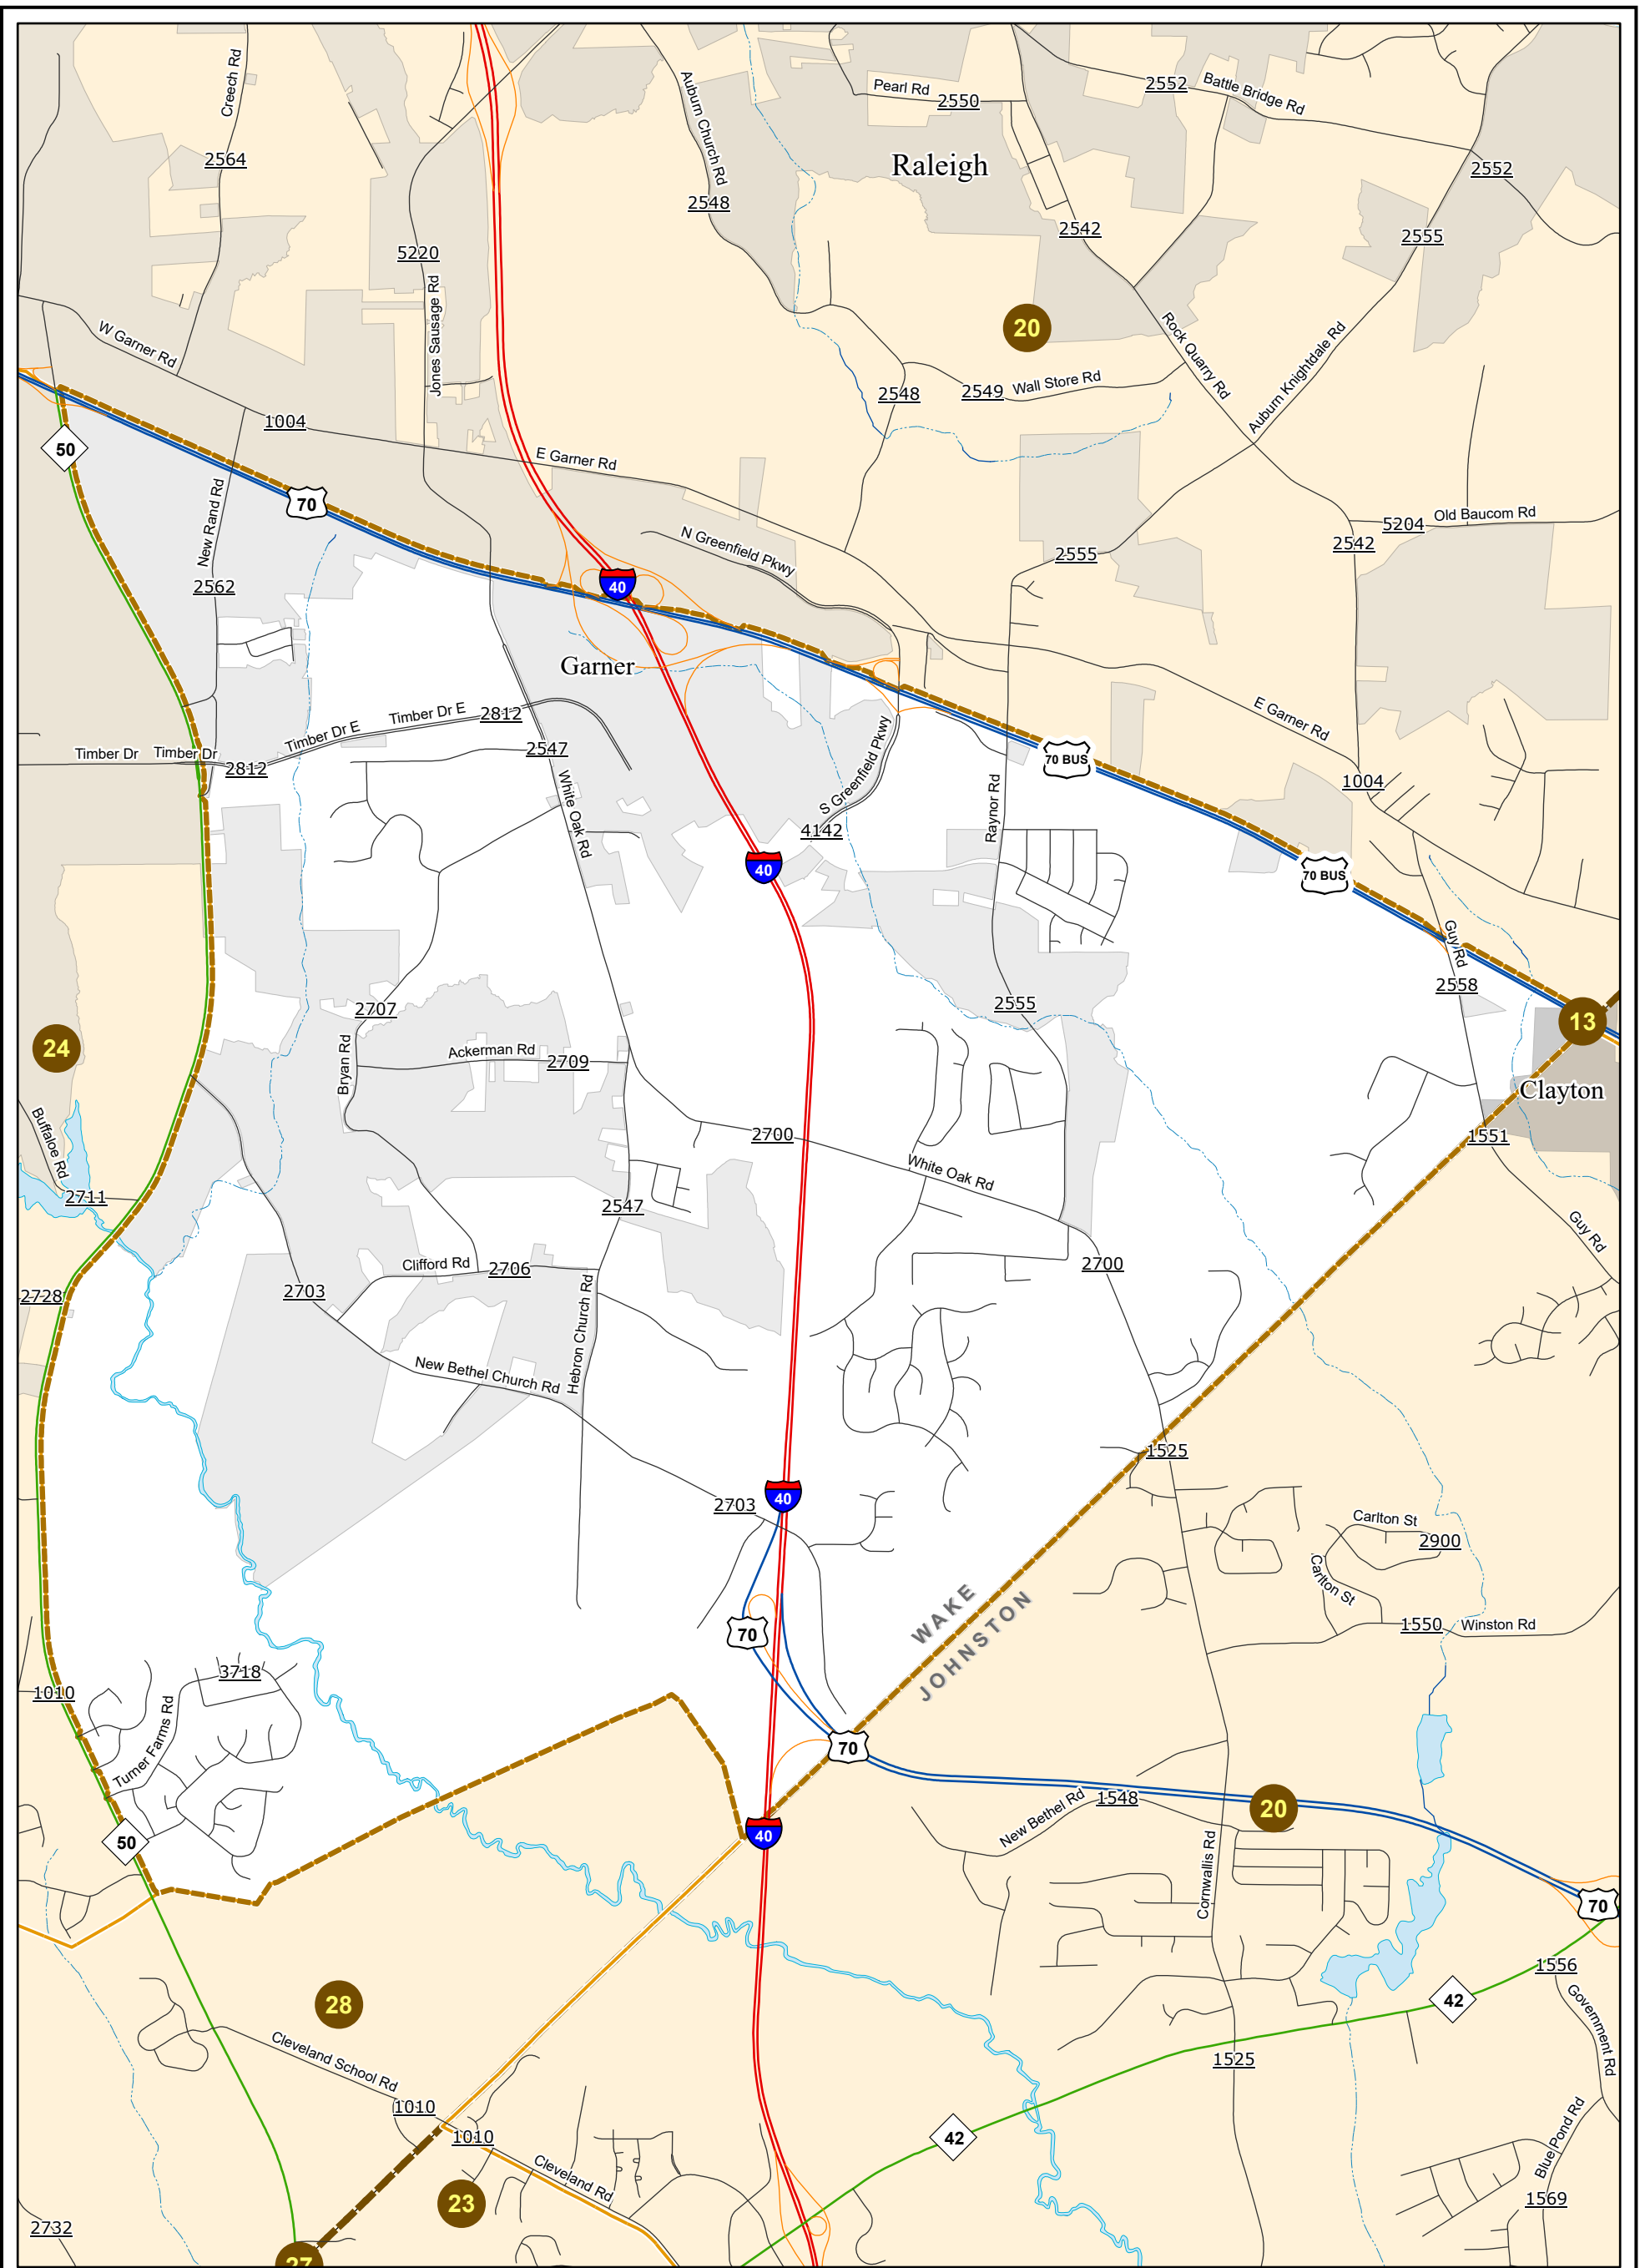 Creech Rd
2564
5220
Jones Sausage Rd
Auburn Church Rd
2548
Pearl Rd
2550
2552
Battle Bridge Rd
Raleigh
2552
2542
2555
20
W Garner Rd
1004
Rock Quarry Rd
Auburn Knightdale Rd
2548
2549
Wall Store Rd
50
70
E Garner Rd
New Rand Rd
2562
N Greenfield Pkwy
40
2555
5204
Old Baucom Rd
2542
Garner
Timber Dr
Timber Dr
2812
Timber Dr E
Timber Dr E
2812
2547
White Oak Rd
S Greenfield Pkwy
4142
40
Raynor Rd
70 BUS
E Garner Rd
1004
70 BUS
Guy Rd
2558
13
Clayton
1551
24
2707
2555
Bryan Rd
Ackerman Rd
2709
Buffaloe Rd
2711
2700
White Oak Rd
2547
Guy Rd
2728
2703
Clifford Rd
2706
2700
Hebron Church Rd
New Bethel Church Rd
1525
2703
40
Carlton St
2900
Carlton St
1550
Winston Rd
WAKE
JOHNSTON
70
3718
1010
Turner Farms Rd
70
50
40
New Bethel Rd
1548
20
Cornwallis Rd
70
1556
Government Rd
42
28
Cleveland School Rd
1010
1010
1525
42
Cleveland Rd
23
Blue Pond Rd
1569
2732
27